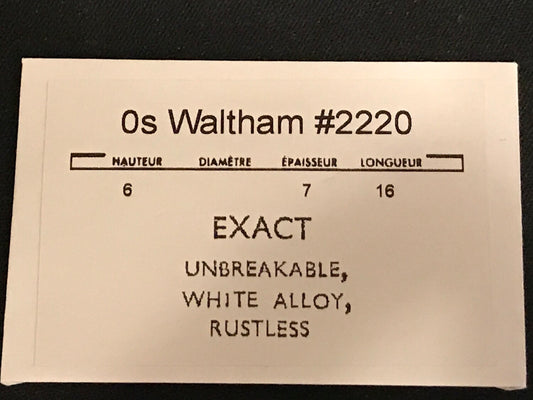 0s Waltham #2220
HAUTEUR DIAMÈTRE ÉPAISSEUR LONGUEUR
6 7 16
EXACT
UNBREAKABLE,
WHITE ALLOY,
RUSTLESS